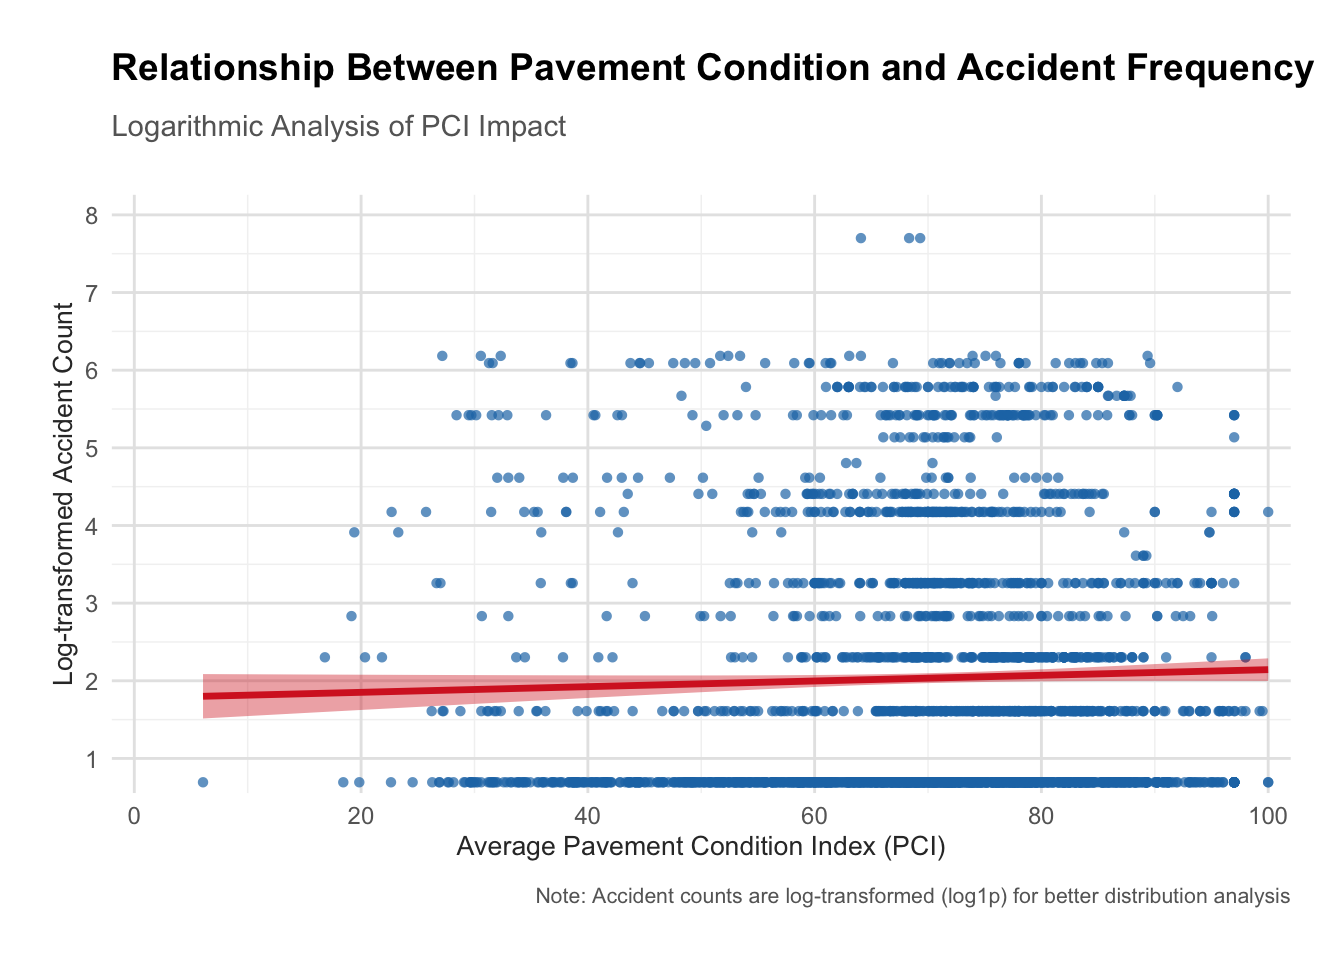 Relationship Between Pavement Condition and Accident Frequency
Logarithmic Analysis of PCI Impact
Log-transformed Accident Count
8
7
6
5
4
3
2
1
0 20 40 60 80 100
Average Pavement Condition Index (PCI)
Note: Accident counts are log-transformed (log1p) for better distribution analysis